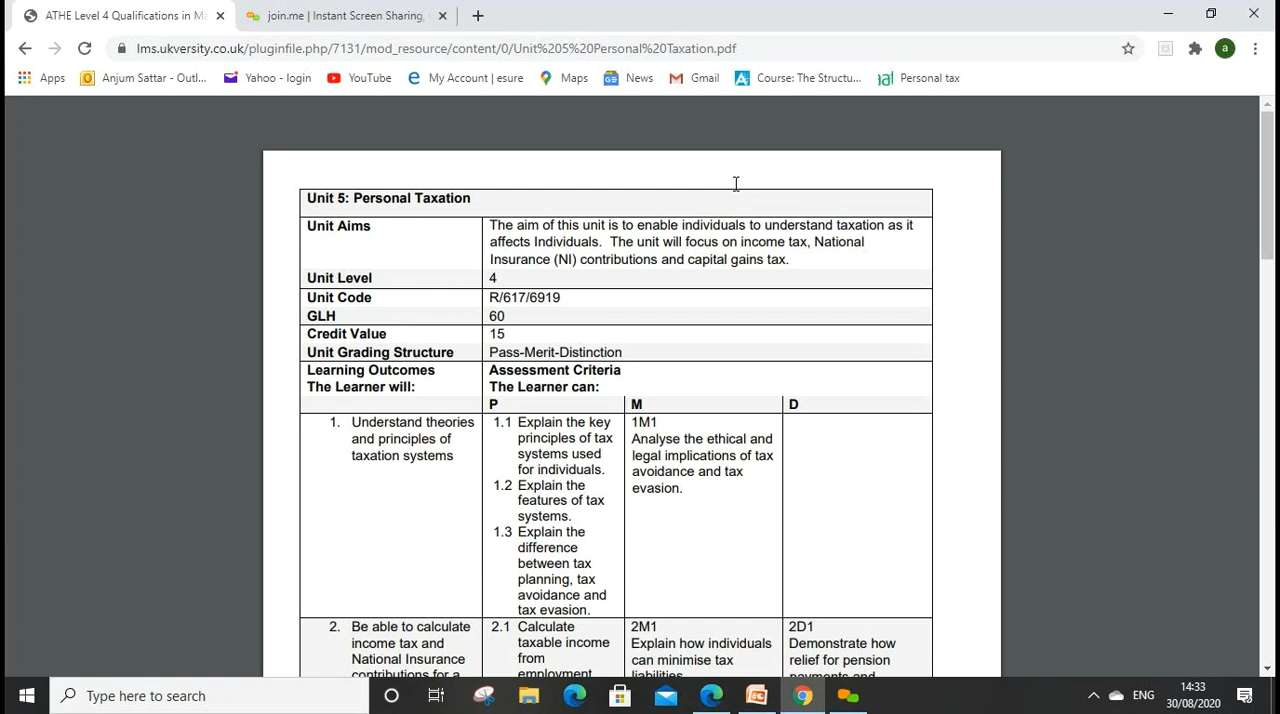 ATHE Level 4 Qualifications in Ma
join.me | Instant Screen Sharing,
lms.ukversity.co.uk/pluginfile.php/7131/mod_resource/content/0/Unit%205%20Personal%20Taxation.pdf
a
Apps
Anjum Sattar - Outl...
Yahoo - login
YouTube
My Account | esure
Maps
News
Gmail
Course: The Structu...
Personal tax
Unit 5: Personal Taxation
Unit Aims
The aim of this unit is to enable individuals to understand taxation as it
affects Individuals. The unit will focus on income tax, National
Insurance (NI) contributions and capital gains tax.
Unit Level
4
Unit Code
R/617/6919
GLH
60
Credit Value
15
Unit Grading Structure
Pass-Merit-Distinction
Learning Outcomes
The Learner will:
Assessment Criteria
The Learner can:
P
M
D
1. Understand theories
and principles of
taxation systems
1.1 Explain the key
principles of tax
systems used
for individuals.
1.2 Explain the
features of tax
systems.
1.3 Explain the
difference
between tax
planning, tax
avoidance and
tax evasion.
1M1
Analyse the ethical and
legal implications of tax
avoidance and tax
evasion.
2. Be able to calculate
income tax and
National Insurance
contributions for a
2.1 Calculate
taxable income
from
employment
2M1
Explain how individuals
can minimise tax
liabilities
2D1
Demonstrate how
relief for pension
payments and
Type here to search
ENG
14:33
30/08/2020